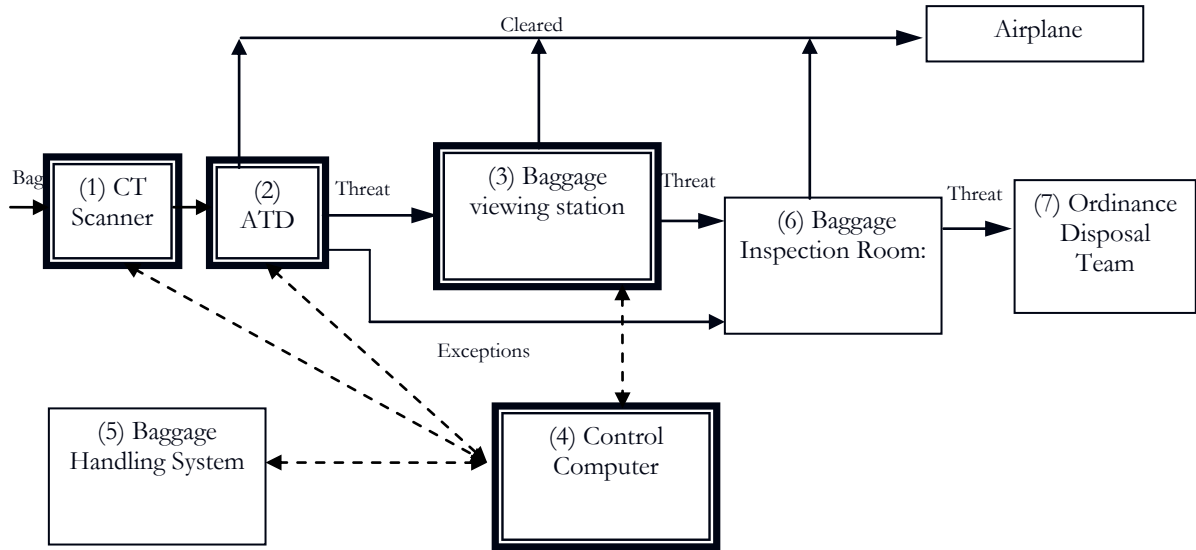 Cleared
Airplane
Bag
(1) CT
Scanner
(2)
ATD
Threat
(3) Baggage
viewing station
Threat
(6) Baggage
Inspection Room:
Threat
(7) Ordinance
Disposal
Team
Exceptions
(5) Baggage
Handling System
(4) Control
Computer